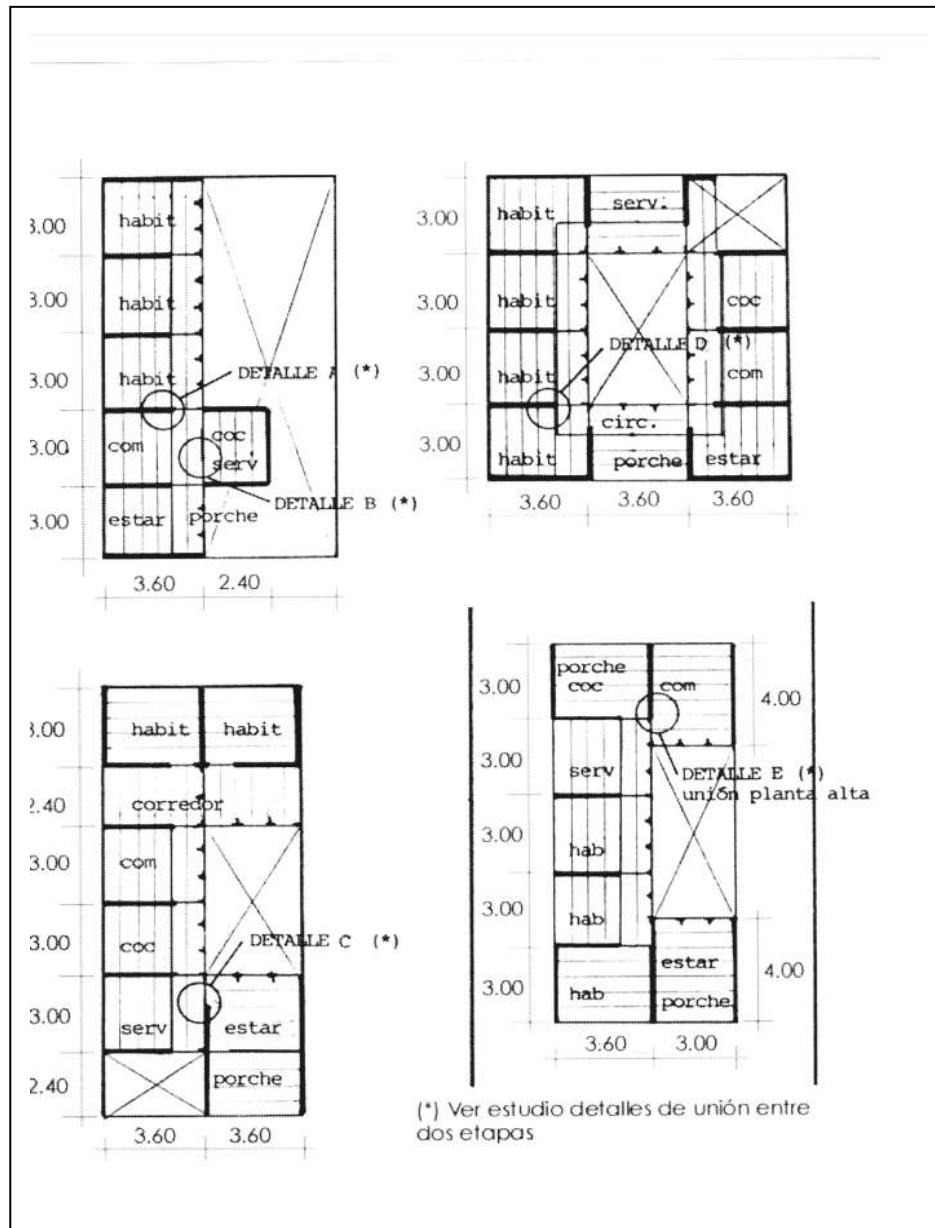 3.00
habit
3.00
habit
3.00
habit
DETALLE A (*)
3.00
com
coc
serv
DETALLE B (*)
3.00
estar
porche
3.60
2.40
3.00
habit
serv.
3.00
habit
coc
DETALLE D (*)
3.00
habit
com
circ.
3.00
habit
porche
estar
3.60
3.60
3.60
3.00
habit
habit
2.40
corredor
3.00
com
3.00
coc
DETALLE C (*)
3.00
serv
estar
2.40
porche
3.60
3.60
3.00
porche
coc
com
4.00
3.00
serv
DETALLE E (*)
unión planta alta
3.00
hab
3.00
hab
3.00
hab
estar
porche
4.00
3:60
3.00
(*) Ver estudio detalles de unión entre
dos etapas